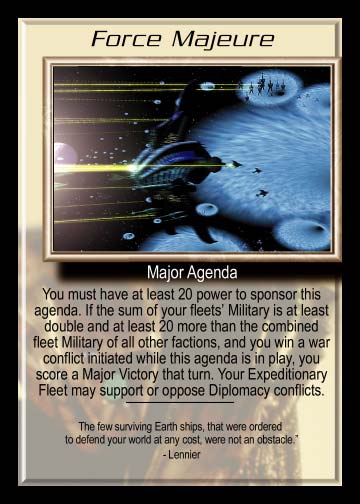 Force Majeure
Major Agenda
You must have at least 20 power to sponsor this
agenda. If the sum of your fleets' Military is at least
double and at least 20 more than the combined
fleet Military of all other factions, and you win a war
conflict initiated while this agenda is in play, you
score a Major Victory that turn. Your Expeditionary
Fleet may support or oppose Diplomacy conflicts.
The few surviving Earth ships, that were ordered
to defend your world at any cost, were not an obstacle."
- Lennier